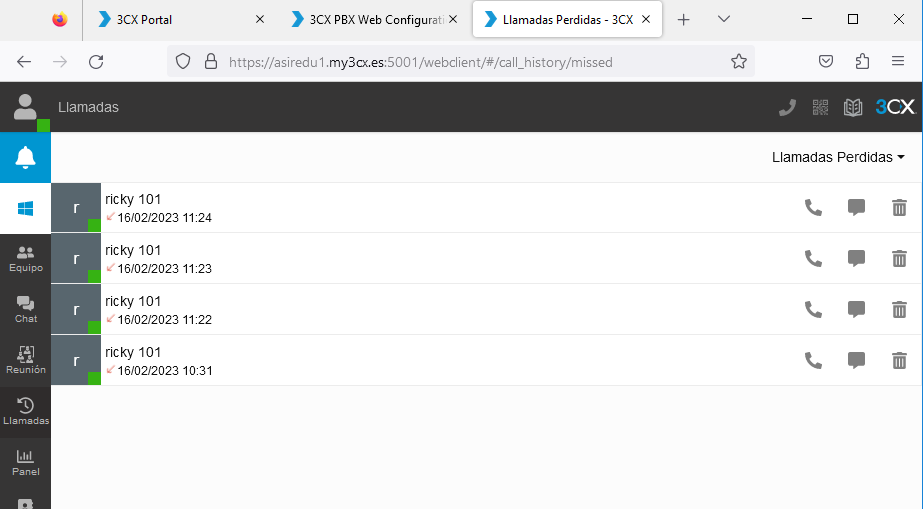 3CX Portal
3CX PBX Web Configurati
Llamadas Perdidas - 3CX
https://asiredu1.my3cx.es:5001/webclient/#/call_history/missed
Llamadas
3CX
Llamadas Perdidas
r
ricky 101
16/02/2023 11:24
r
ricky 101
16/02/2023 11:23
r
ricky 101
16/02/2023 11:22
r
ricky 101
16/02/2023 10:31
Equipo
Chat
Reunión
Llamadas
Panel